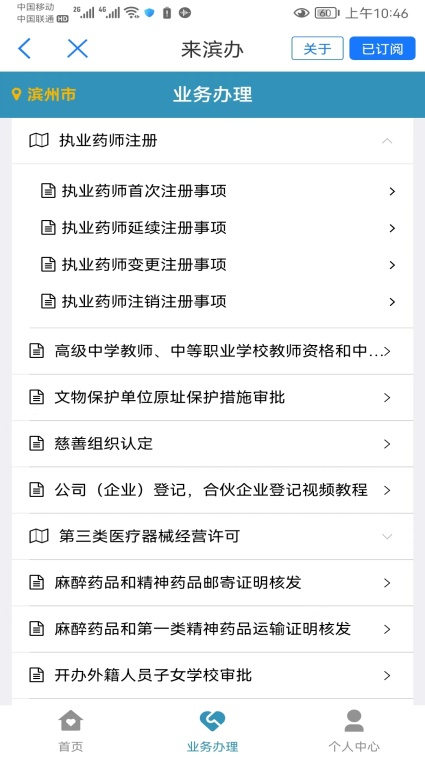 中国移动
中国联通 HD
2G
4G
60
上午10:46
来滨办
关于
已订阅
滨州市
业务办理
执业药师注册
执业药师首次注册事项
执业药师延续注册事项
执业药师变更注册事项
执业药师注销注册事项
高级中学教师、中等职业学校教师资格和中...
文物保护单位原址保护措施审批
慈善组织认定
公司（企业）登记，合伙企业登记视频教程
第三类医疗器械经营许可
麻醉药品和精神药品邮寄证明核发
麻醉药品和第一类精神药品运输证明核发
开办外籍人员子女学校审批
首页
业务办理
个人中心